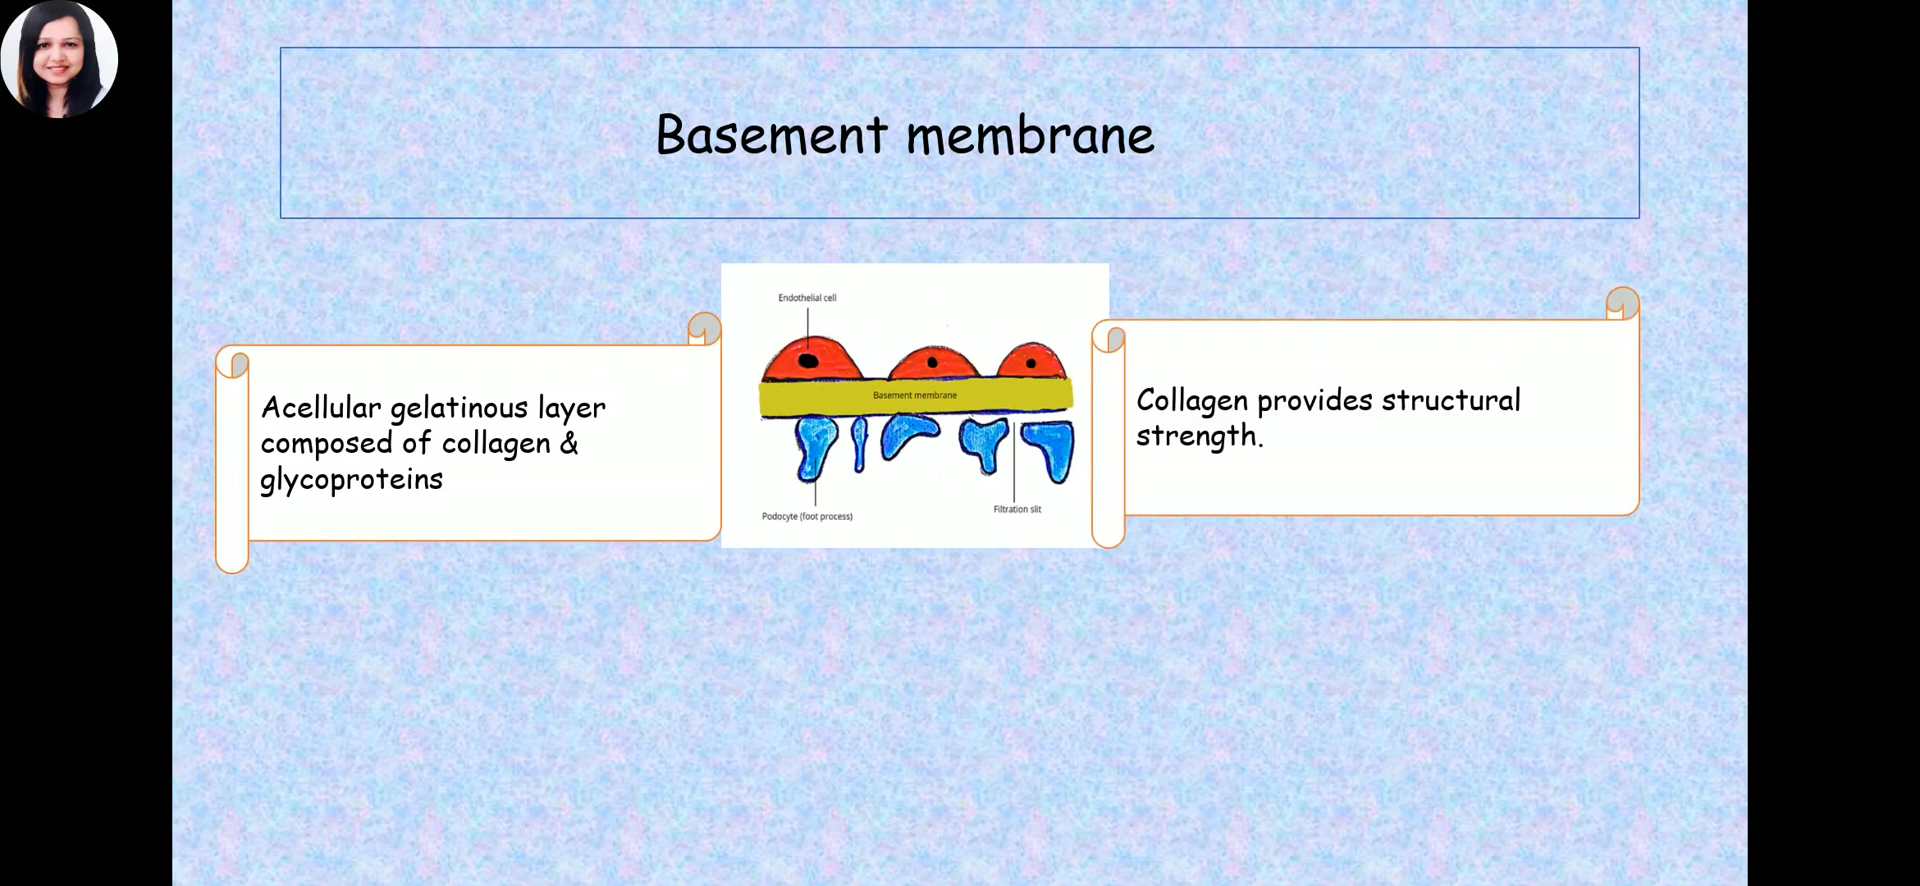 Basement membrane
Acellular gelatinous layer
composed of collagen &
glycoproteins
Endothelial cell
Basement membrane
Podocyte (foot process)
Filtration slit
Collagen provides structural
strength.